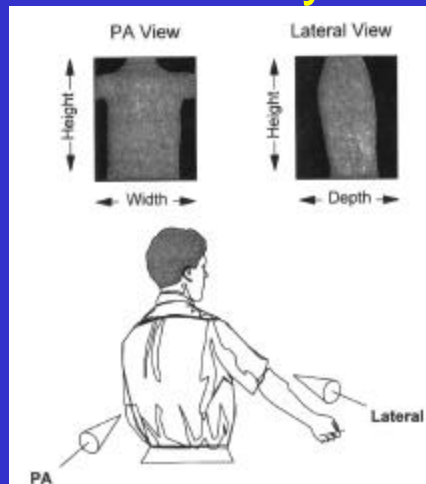 PA View
Lateral View
Height
Height
Width
Depth
Lateral
PA